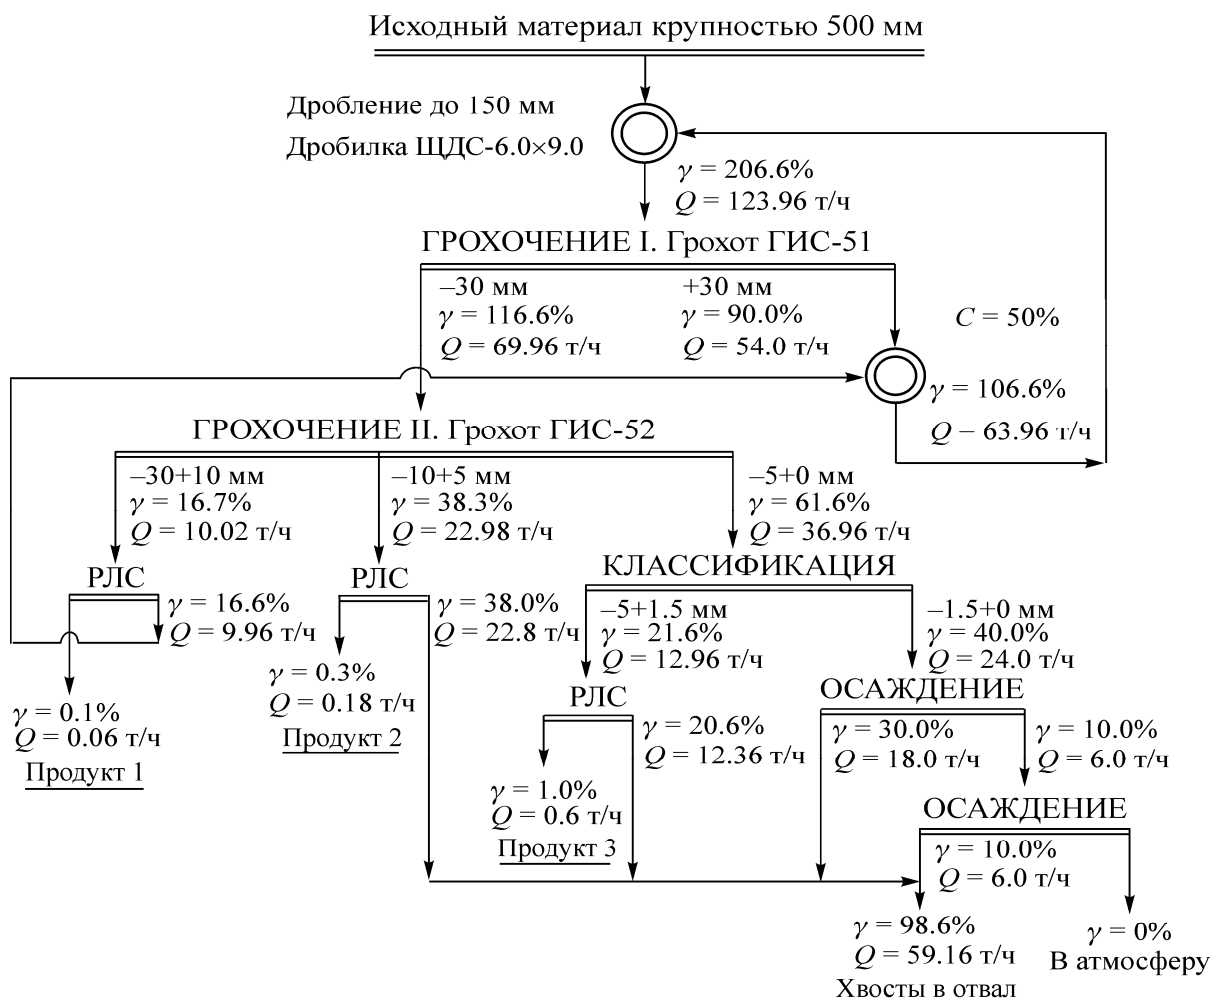 Исходный материал крупностью 500 мм
Дробление до 150 мм
Дробилка ЩДС-6.0×9.0
γ = 206.6%
Q = 123.96 т/ч
ГРОХОЧЕНИЕ I. Грохот ГИС-51
–30 мм
γ = 116.6%
Q = 69.96 т/ч
+30 мм
γ = 90.0%
Q = 54.0 т/ч
C = 50%
γ = 106.6%
Q – 63.96 т/ч
ГРОХОЧЕНИЕ II. Грохот ГИС-52
–30+10 мм
γ = 16.7%
Q = 10.02 т/ч
–10+5 мм
γ = 38.3%
Q = 22.98 т/ч
–5+0 мм
γ = 61.6%
Q = 36.96 т/ч
РЛС
γ = 16.6%
Q = 9.96 т/ч
γ = 0.1%
Q = 0.06 т/ч
Продукт 1
РЛС
γ = 38.0%
Q = 22.8 т/ч
γ = 0.3%
Q = 0.18 т/ч
Продукт 2
КЛАССИФИКАЦИЯ
–5+1.5 мм
γ = 21.6%
Q = 12.96 т/ч
–1.5+0 мм
γ = 40.0%
Q = 24.0 т/ч
РЛС
γ = 20.6%
Q = 12.36 т/ч
γ = 1.0%
Q = 0.6 т/ч
Продукт 3
ОСАЖДЕНИЕ
γ = 30.0%
Q = 18.0 т/ч
γ = 10.0%
Q = 6.0 т/ч
ОСАЖДЕНИЕ
γ = 10.0%
Q = 6.0 т/ч
γ = 98.6%
Q = 59.16 т/ч
Хвосты в отвал
γ = 0%
В атмосферу